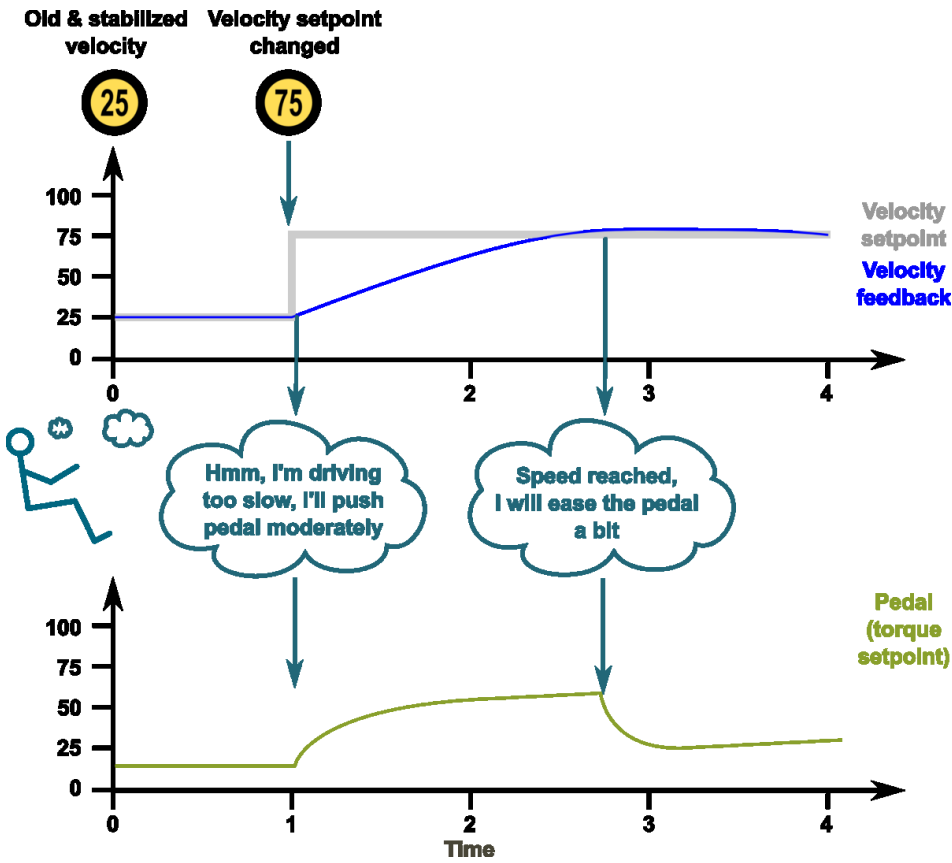 Old & stabilized
velocity
Velocity setpoint
changed
25
75
100
75
50
25
0
0
2
3
4
Velocity
setpoint
Velocity
feedback
Hmm, I'm driving
too slow, I'll push
pedal moderately
Speed reached,
I will ease the pedal
a bit
100
75
50
25
0
0
1
2
3
4
Time
Pedal
(torque
setpoint)